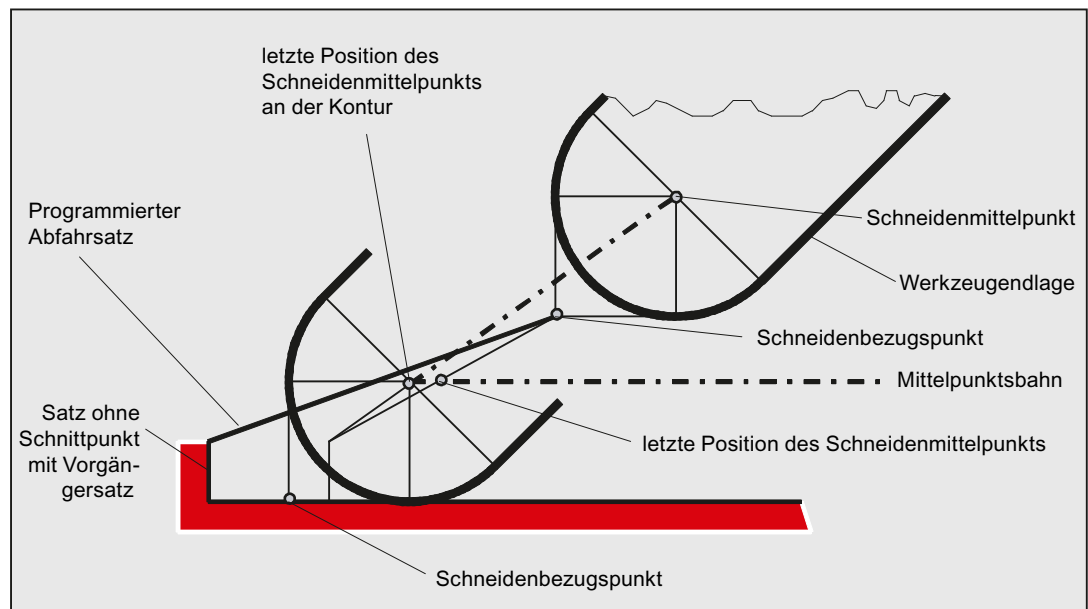 letzte Position des
Schneidenmittelpunkts
an der Kontur
Programmierter
Abfahrsatz
Schneidenmittelpunkt
Werkzeugendlage
Schneidenbezugspunkt
Mittelpunktsbahn
Satz ohne
Schnittpunkt
mit Vorgän-
gersatz
letzte Position des Schneidenmittelpunkts
Schneidenbezugspunkt